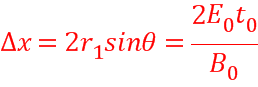 Δx = 2r₁sinθ = 2E₀t₀/B₀